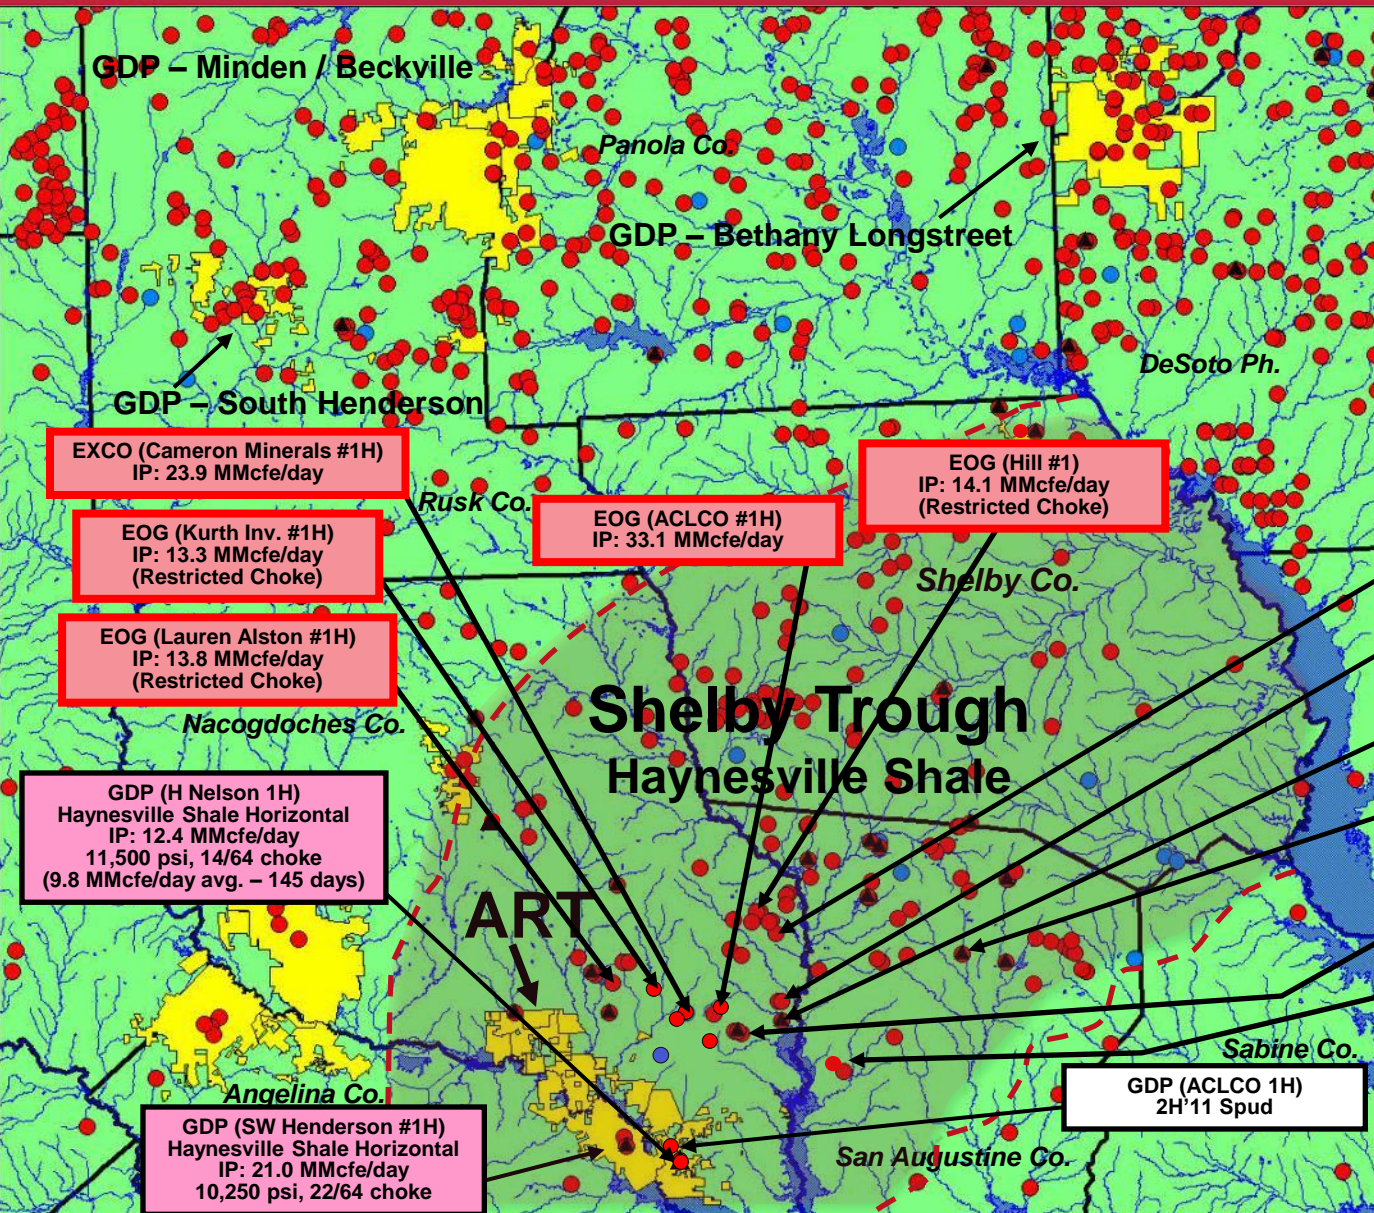 GDP – Minden / Beckville
Panola Co.
GDP – Bethany Longstreet
DeSoto Ph.
GDP – South Henderson
EXCO (Cameron Minerals #1H)
IP: 23.9 MMcfe/day
EOG (Hill #1)
IP: 14.1 MMcfe/day
(Restricted Choke)
Rusk Co.
EOG (ACLCO #1H)
IP: 33.1 MMcfe/day
EOG (Kurth Inv. #1H)
IP: 13.3 MMcfe/day
(Restricted Choke)
Shelby Co.
EOG (Lauren Alston #1H)
IP: 13.8 MMcfe/day
(Restricted Choke)
Nacogdoches Co.
Shelby Trough
Haynesville Shale
GDP (H Nelson 1H)
Haynesville Shale Horizontal
IP: 12.4 MMcfe/day
11,500 psi, 14/64 choke
(9.8 MMcfe/day avg. – 145 days)
ART
Sabine Co.
Angelina Co.
GDP (ACLCO 1H)
2H'11 Spud
GDP (SW Henderson #1H)
Haynesville Shale Horizontal
IP: 21.0 MMcfe/day
10,250 psi, 22/64 choke
San Augustine Co.